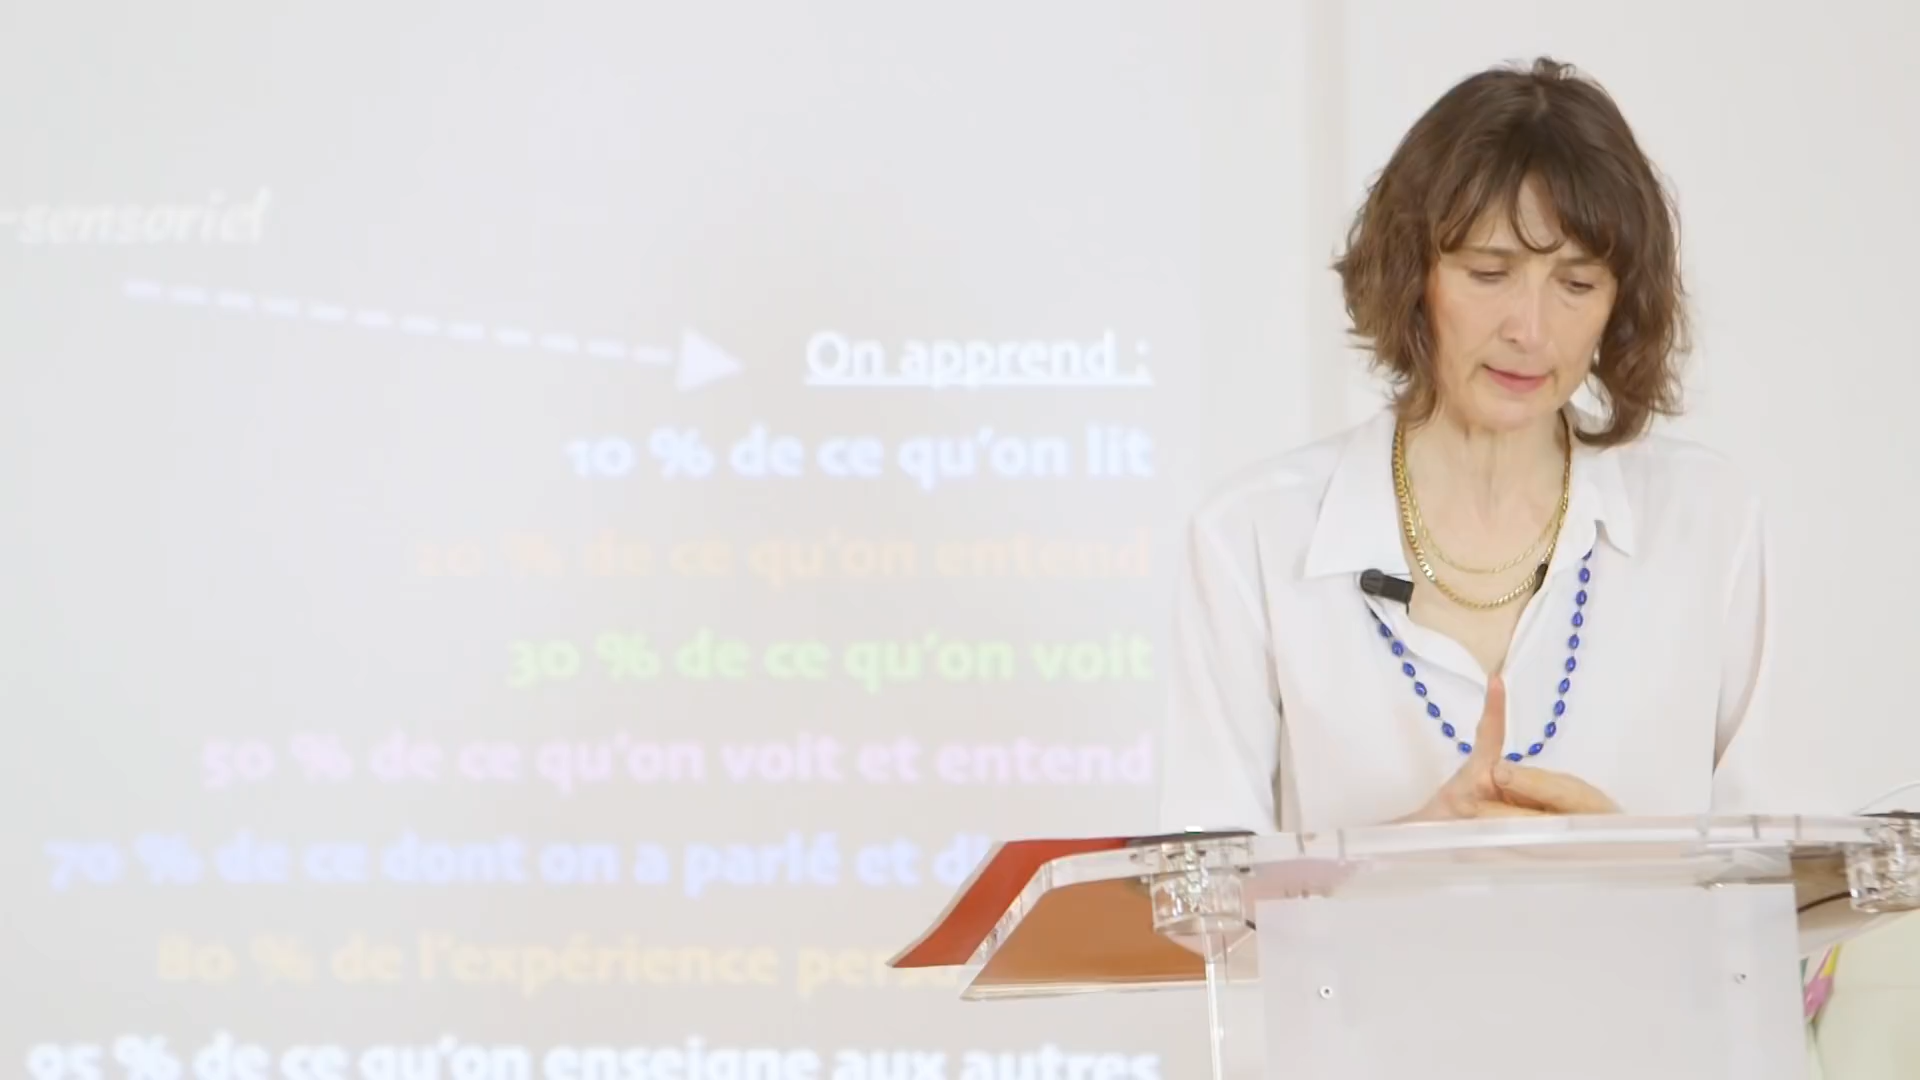 -sensoriel
On apprend :
10 % de ce qu'on lit
20 % de ce qu'on entend
30 % de ce qu'on voit
50 % de ce qu'on voit et entend
70 % de ce dont on a parlé et
80 % de l'expérience
95 % de ce qu'on enseigne aux autres